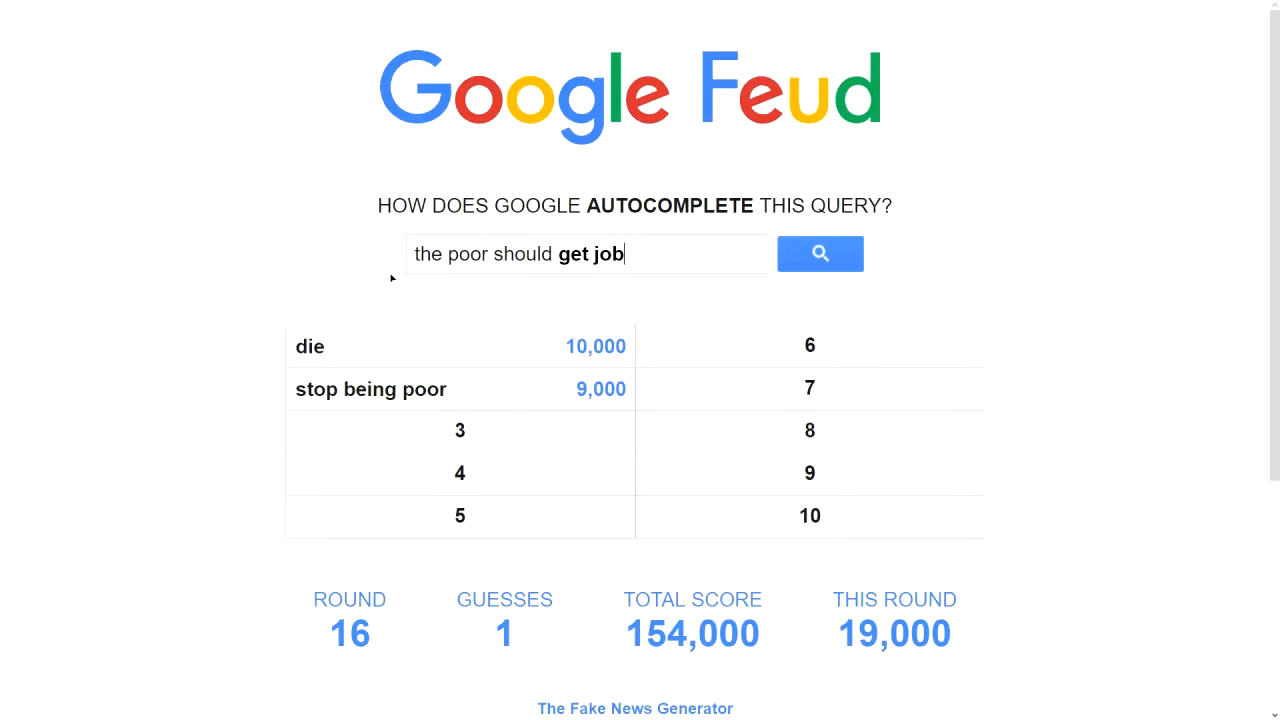 Google Feud
HOW DOES GOOGLE AUTOCOMPLETE THIS QUERY?
the poor should get job
die 10,000 6
stop being poor 9,000 7
3 8
4 9
5 10
ROUND GUESSES TOTAL SCORE THIS ROUND
16 1 154,000 19,000
The Fake News Generator